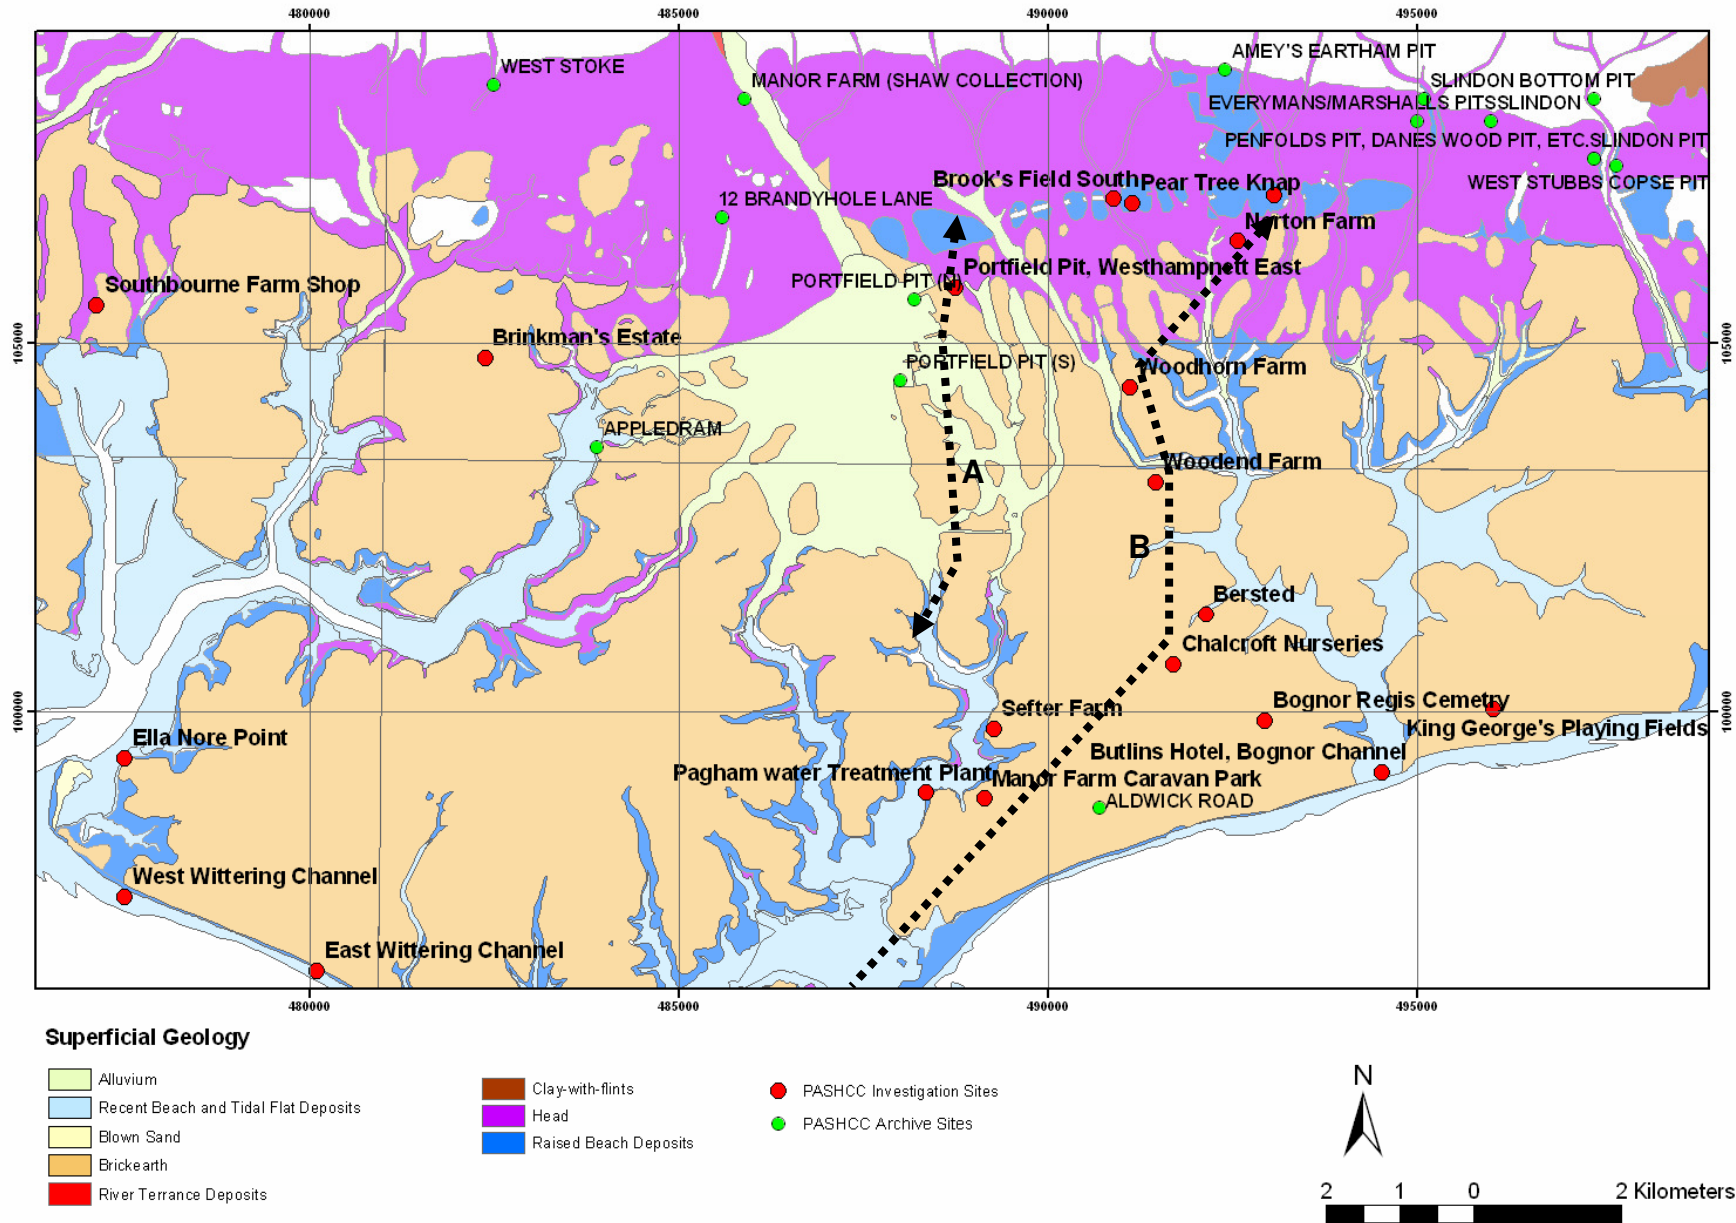 480000 485000 490000 495000
AMEY'S EARTHAM PIT
WEST STOKE
MANOR FARM (SHAW COLLECTION)
SLINDON BOTTOM PIT
EVERYMANS/MARSHALLS PITS SLINDON
PENFOLDS PIT, DANES WOOD PIT, ETC. SLINDON PIT
Brook's Field South
Pear Tree Knap
WEST STUBBS COPSE PIT
12 BRANDYHOLE LANE
Norton Farm
Portfield Pit, Westhampnett East
PORTFIELD PIT (N)
Southbourne Farm Shop
Brinkman's Estate
105000
105000
PORTFIELD PIT (S)
Woodhorn Farm
APPLEDRAM
A
Woodend Farm
B
Bersted
Chalcroft Nurseries
Sefter Farm
Bognor Regis Cemetry
100000
100000
King George's Playing Fields
Ella Nore Point
Butlins Hotel, Bognor Channel
Pagham water Treatment Plant
Manor Farm Caravan Park
ALDWICK ROAD
West Wittering Channel
East Wittering Channel
480000 485000 490000 495000
Superficial Geology
Alluvium
Recent Beach and Tidal Flat Deposits
Blown Sand
Brickearth
River Terrance Deposits
Clay-with-flints
Head
Raised Beach Deposits
PASHCC Investigation Sites
PASHCC Archive Sites
N
2 1 0 2 Kilometers